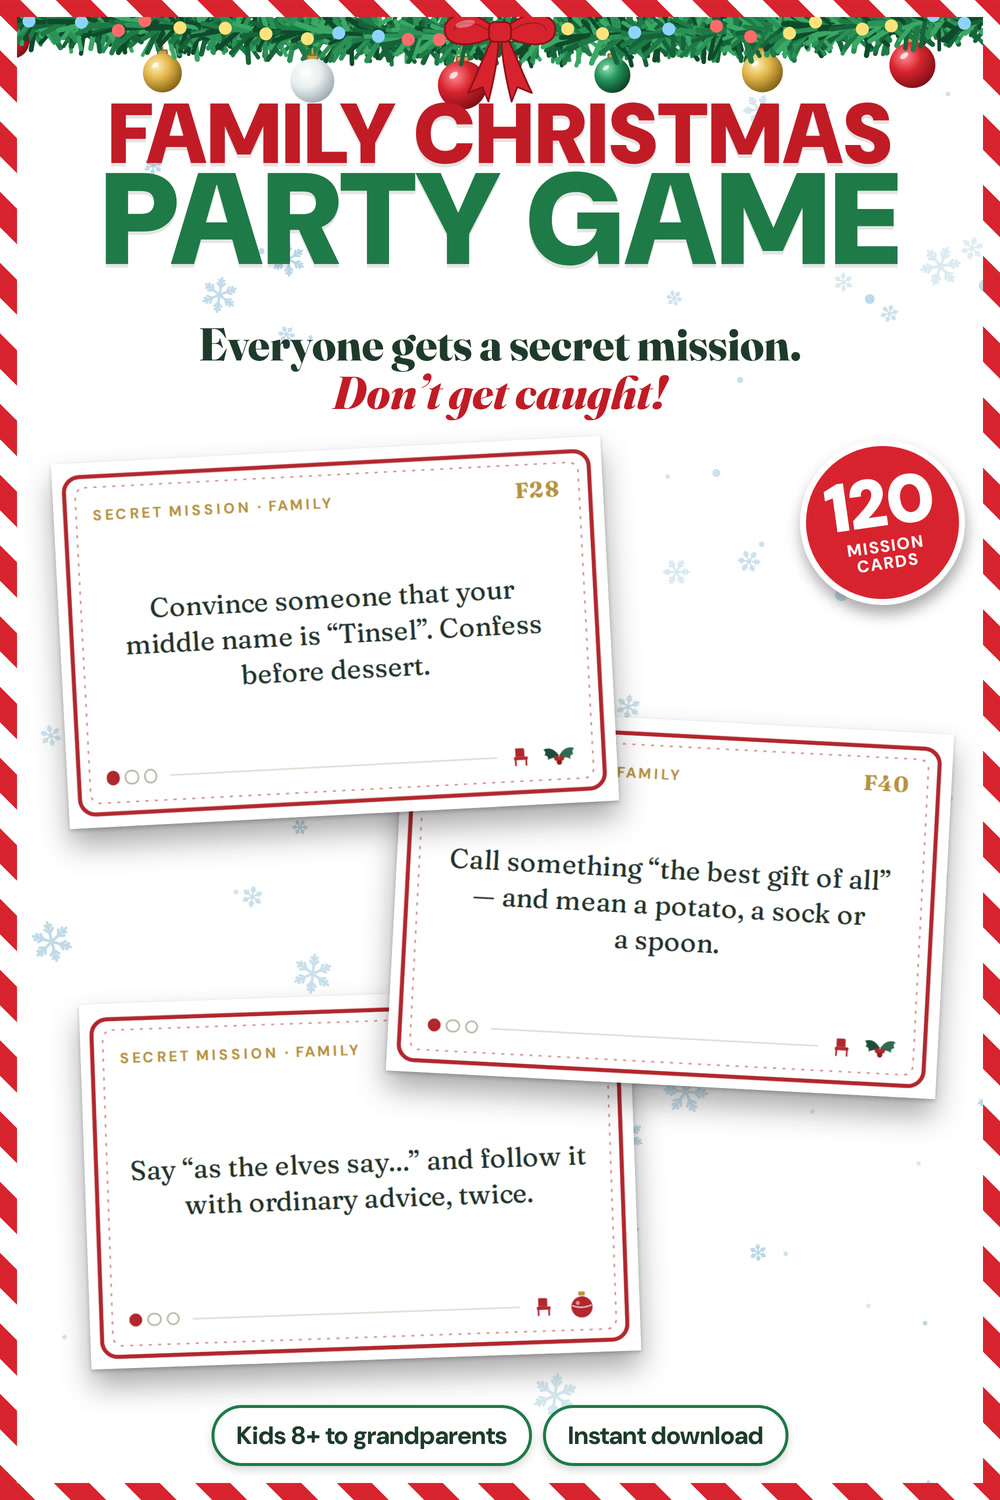 FAMILY CHRISTMAS
PARTY GAME
Everyone gets a secret mission.
Don’t get caught!
SECRET MISSION · FAMILY
F28
Convince someone that your
middle name is “Tinsel”. Confess
before dessert.
120
MISSION
CARDS
FAMILY
F40
Call something “the best gift of all”
— and mean a potato, a sock or
a spoon.
SECRET MISSION · FAMILY
Say “as the elves say…” and follow it
with ordinary advice, twice.
Kids 8+ to grandparents
Instant download